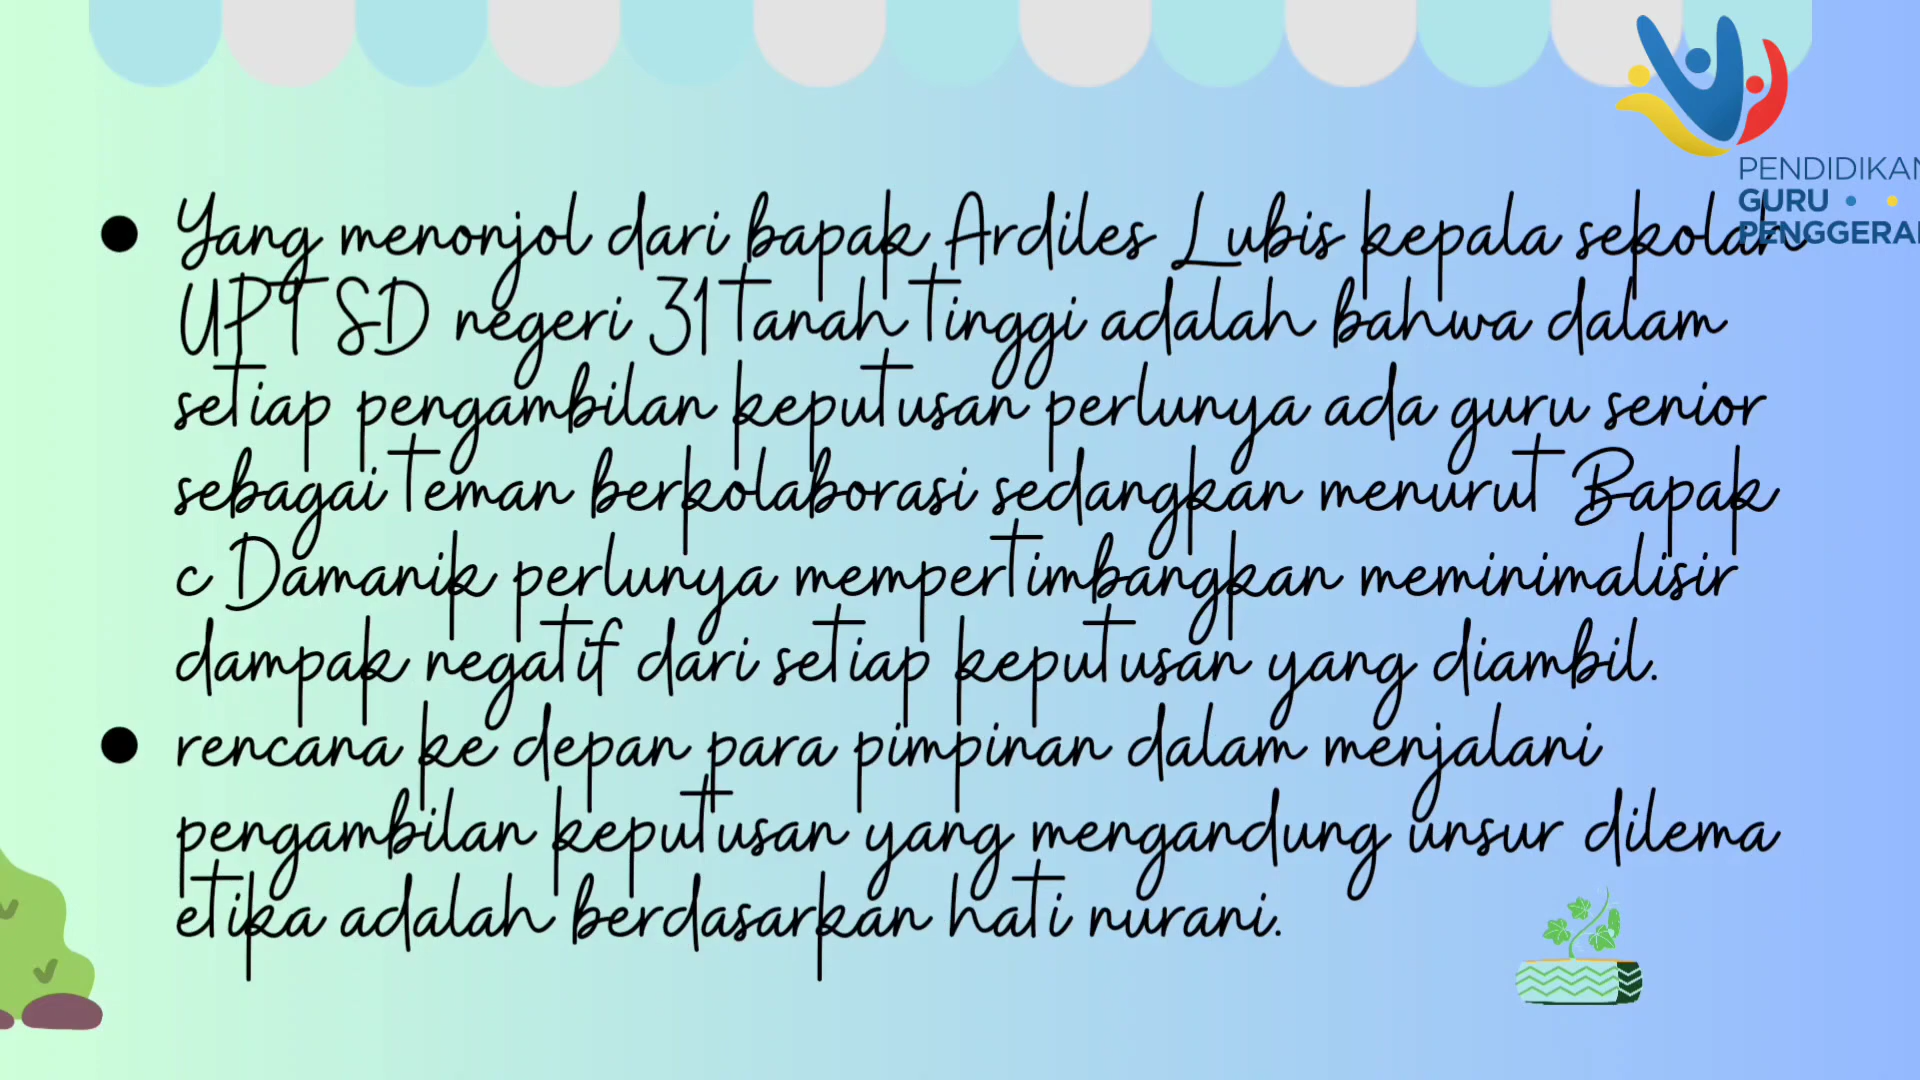 PENDIDIKAN
GURU
PENGGERAK
Yang menonjol dari bapak Ardiles Lubis kepala sekolah
UPT SD negeri 31 tanah tinggi adalah bahwa dalam
setiap pengambilan keputusan perlunya ada guru senior
sebagai teman berkolaborasi sedangkan menurut Bapak
c Damanik perlunya mempertimbangkan meminimalisir
dampak negatif dari setiap keputusan yang diambil.
rencana ke depan para pimpinan dalam menjalani
pengambilan keputusan yang mengandung unsur dilema
etika adalah berdasarkan hati nurani.